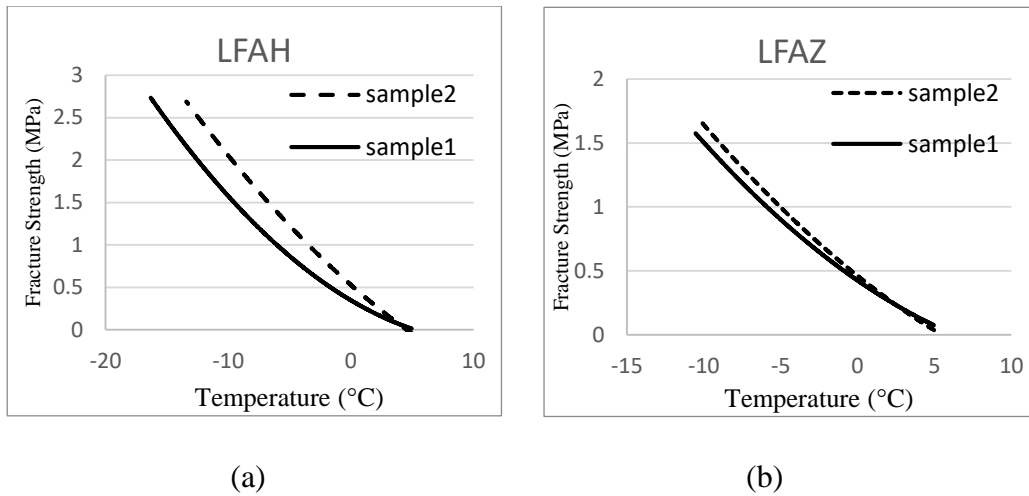 LFAH
3
2.5
2
1.5
1
0.5
0
-20
-10
0
10
Fracture Strength (MPa)
Temperature (°C)
sample2
sample1
(a)
LFAZ
2
1.5
1
0.5
0
-15
-10
-5
0
5
10
Fracture Strength (MPa)
Temperature (°C)
sample2
sample1
(b)